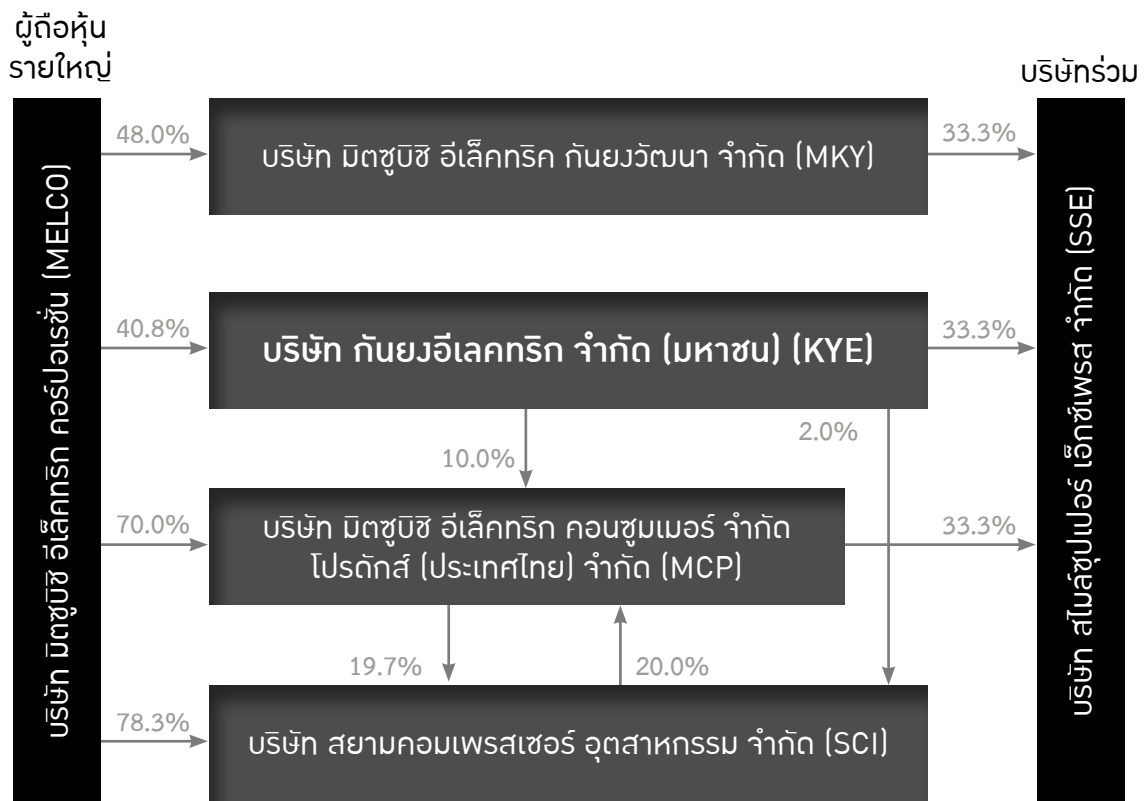 ผู้ถือหุ้น
รายใหญ่
บริษัทร่วม
บริษัท มิตซูบิชิ อีเล็คทริก คอร์ปอเรชั่น (MELCO)
48.0%
บริษัท มิตซูบิชิ อีเล็คทริค กันยงวัฒนา จำกัด (MKY)
33.3%
40.8%
บริษัท กันยงอีเลคทริก จำกัด (มหาชน) (KYE)
33.3%
10.0%
2.0%
70.0%
บริษัท มิตซูบิชิ อีเล็คทริก คอนซูมเมอร์ จำกัด
โปรดักส์ (ประเทศไทย) จำกัด (MCP)
33.3%
19.7%
20.0%
78.3%
บริษัท สยามคอมเพรสเซอร์ อุตสาหกรรม จำกัด (SCI)
บริษัท สไมล์ซุปเปอร์ เอ็กซ์เพรส จำกัด (SSE)